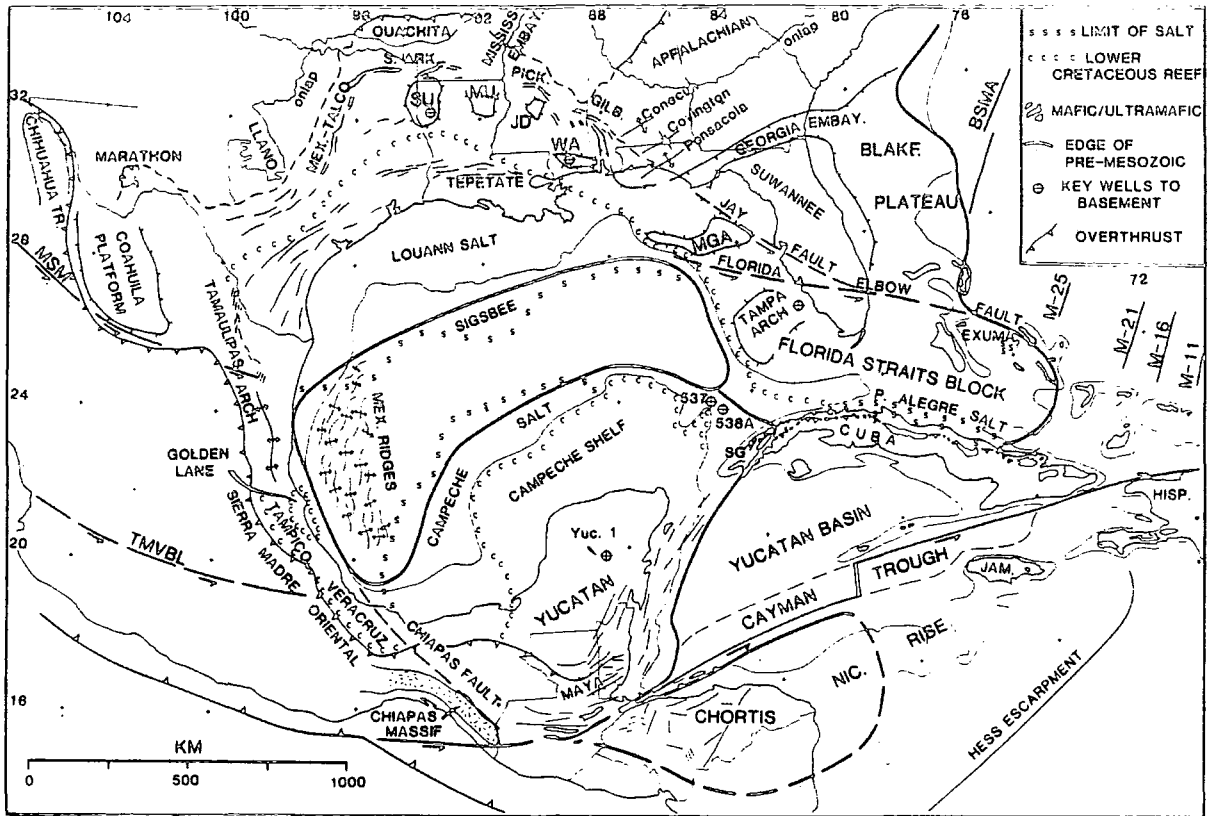 104
100
96
92
88
84
80
76
OUACHITA
S. ARK
MISSISS
EMBAY.
APPALACHIAN
onlap
onlap
32
28
24
20
16
LLANO
MEX-TALCO
SU
MU
PICK.
JD
GILB.
WA
Conecu
Covington
Pensacola
GEORGIA EMBAY.
SUWANNEE
BLAKE
PLATEAU
BSMA
CHIHUAHUA TR.
MARATHON
COAHUILA
PLATFORM
MSM
TEPETATE
LOUANN SALT
JAY
FAULT
MGA
FLORIDA
ELBOW
FAULT
TAMPA
ARCH
EXUMA
FLORIDA STRAITS BLOCK
P. ALEGRE SALT
CUBA
SG
537
538A
TAMAULIPAS ARCH
SIGSBEE
SALT
MEX. RIDGES
CAMPECHE
CAMPECHE SHELF
GOLDEN
LANE
TAMPICO
SIERRA MADRE
ORIENTAL
TMVBL
VERACRUZ
CHIAPAS FAULT
Yuc. 1
YUCATAN
YUCATAN BASIN
CAYMAN
TROUGH
HISP.
JAM.
MAYA
CHORTIS
NIC.
RISE
HESS ESCARPMENT
CHIAPAS
MASSIF
KM
0 500 1000
s s s s LIMIT OF SALT
c c c c LOWER
CRETACEOUS REEF
MAFIC/ULTRAMAFIC
EDGE OF
PRE-MESOZOIC
KEY WELLS TO
BASEMENT
OVERTHRUST
72
M-25
M-21
M-16
M-11